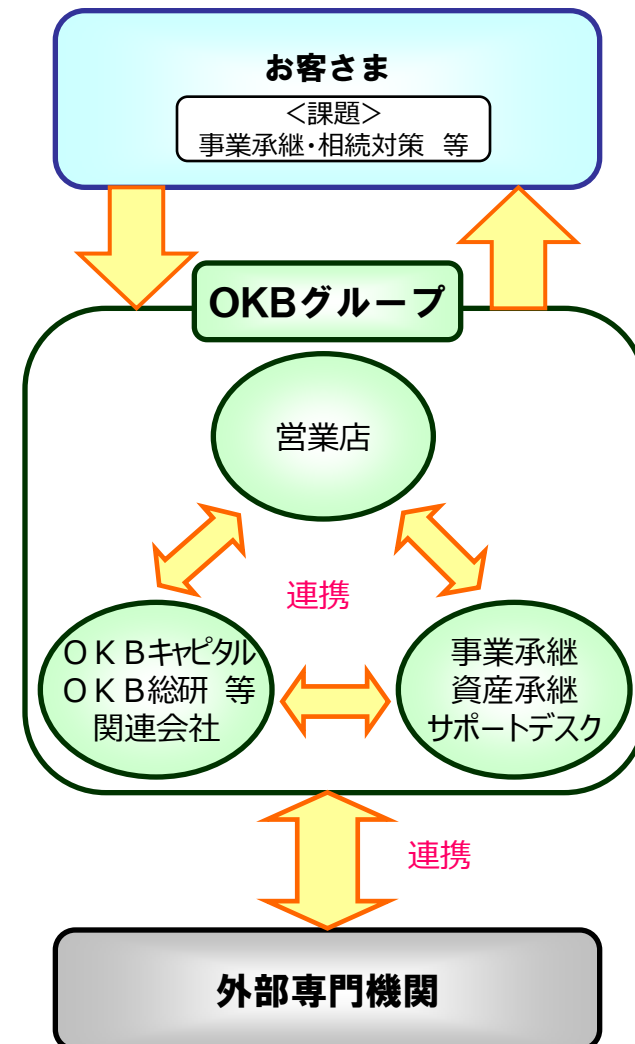 お客さま
＜課題＞
事業承継・相続対策　等
OKBグループ
営業店
連携
ＯＫＢキャピタル
ＯＫＢ総研　等
関連会社
事業承継
資産承継
サポートデスク
連携
外部専門機関